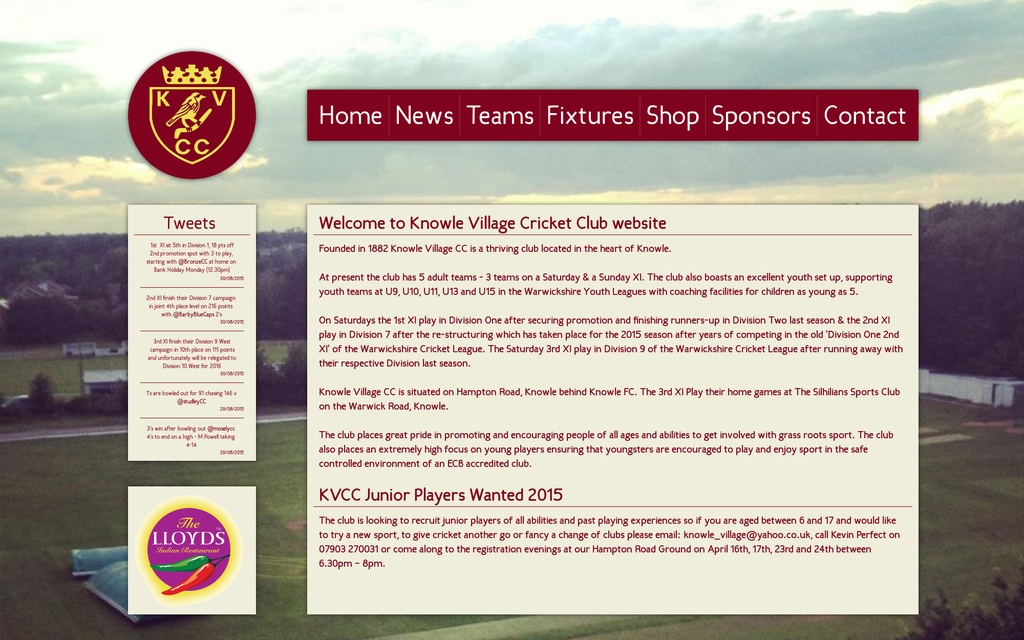 K V
CC
Home News Teams Fixtures Shop Sponsors Contact
Tweets
1st XI sit 5th in Division 1, 18 pts off
2nd promotion spot with 3 to play,
starting with @BronzeCC at home on
Bank Holiday Monday (12.30pm)
30/08/2015
2nd XI finish their Division 7 campaign
in joint 4th place level on 216 points
with @BarbyBlueCaps 2's
30/08/2015
3rd XI finish their Division 9 West
campaign in 10th place on 111 points
and unfortunately will be relegated to
Division 10 West for 2016
30/08/2015
1's are bowled out for 91 chasing 146 v
@studleyCC
29/08/2015
3's win after bowling out @moselycc
4's to end on a high - M Powell taking
4-14
29/08/2015
The
LLOYDS
Indian Restaurant
Welcome to Knowle Village Cricket Club website
Founded in 1882 Knowle Village CC is a thriving club located in the heart of Knowle.
At present the club has 5 adult teams - 3 teams on a Saturday & a Sunday XI. The club also boasts an excellent youth set up, supporting
youth teams at U9, U10, U11, U13 and U15 in the Warwickshire Youth Leagues with coaching facilities for children as young as 5.
On Saturdays the 1st XI play in Division One after securing promotion and finishing runners-up in Division Two last season & the 2nd XI
play in Division 7 after the re-structuring which has taken place for the 2015 season after years of competing in the old 'Division One 2nd
XI' of the Warwickshire Cricket League. The Saturday 3rd XI play in Division 9 of the Warwickshire Cricket League after running away with
their respective Division last season.
Knowle Village CC is situated on Hampton Road, Knowle behind Knowle FC. The 3rd XI Play their home games at The Silhilians Sports Club
on the Warwick Road, Knowle.
The club places great pride in promoting and encouraging people of all ages and abilities to get involved with grass roots sport. The club
also places an extremely high focus on young players ensuring that youngsters are encouraged to play and enjoy sport in the safe
controlled environment of an ECB accredited club.
KVCC Junior Players Wanted 2015
The club is looking to recruit junior players of all abilities and past playing experiences so if you are aged between 6 and 17 and would like
to try a new sport, to give cricket another go or fancy a change of clubs please email: knowle_village@yahoo.co.uk, call Kevin Perfect on
07903 270031 or come along to the registration evenings at our Hampton Road Ground on April 16th, 17th, 23rd and 24th between
6.30pm – 8pm.